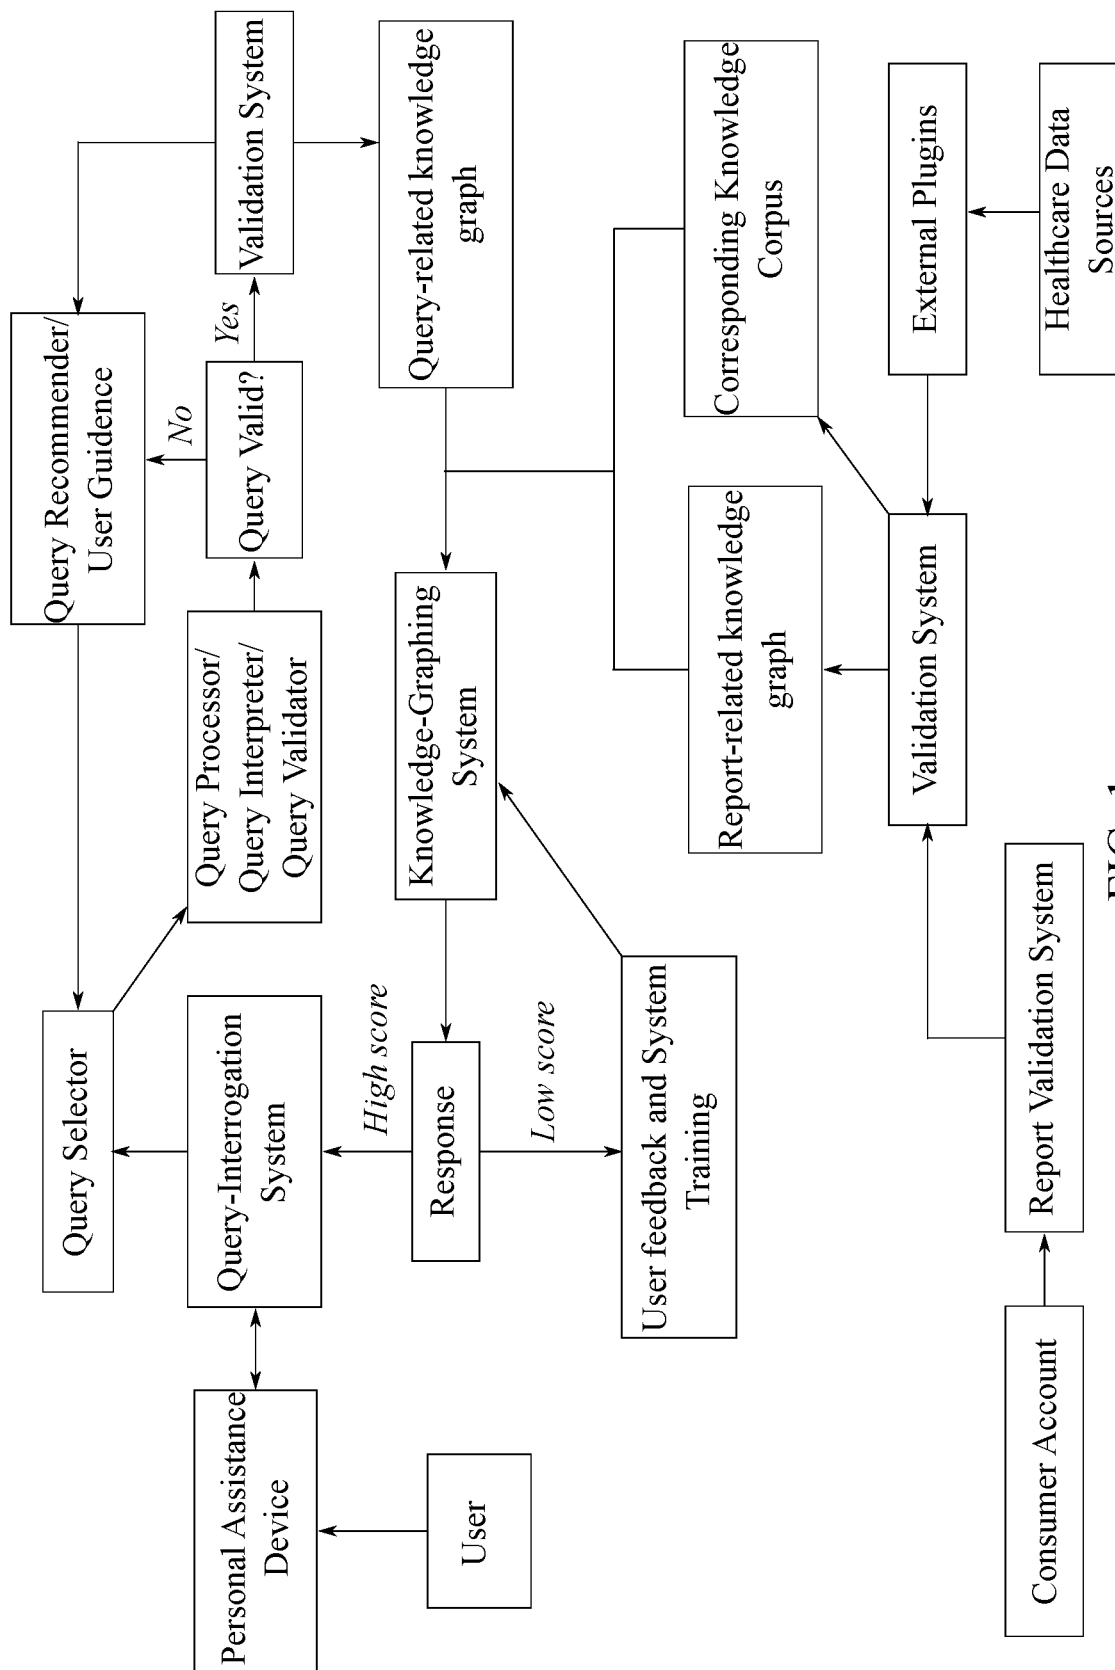 Query Selector
Query Recommender/
User Guidence
No
Yes
Personal Assistance
Device
Query-Interrogation
System
Query Processor/
Query Interpreter/
Query Validator
Query Valid?
Validation System
High score
User
Response
Knowledge-Graphing
System
Query-related knowledge
graph
Low score
User feedback and System
Training
Report-related knowledge
graph
Corresponding Knowledge
Corpus
Validation System
External Plugins
Consumer Account
Report Validation System
Healthcare Data
Sources
FIG. 1